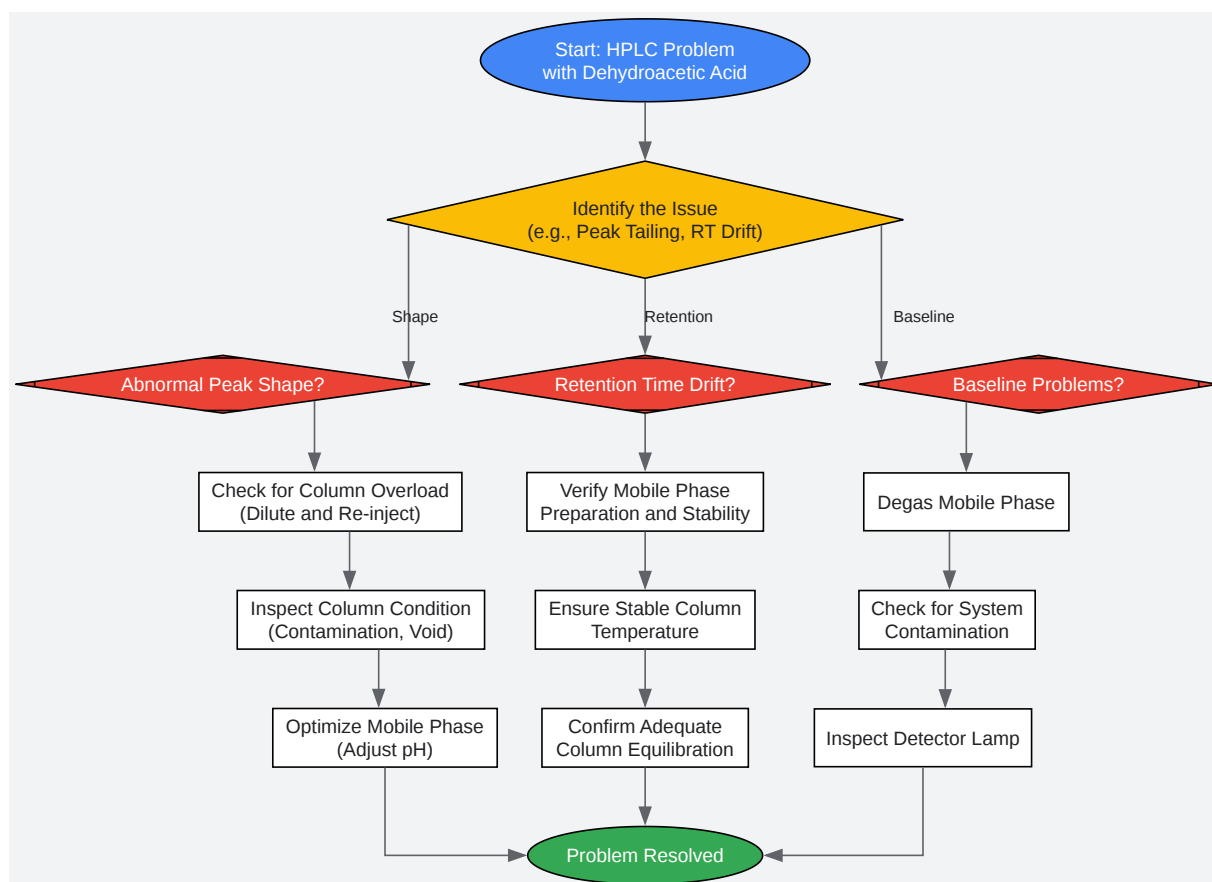 Start: HPLC Problem
with Dehydroacetic Acid
Identify the Issue
(e.g., Peak Tailing, RT Drift)
Shape
Retention
Baseline
Abnormal Peak Shape?
Retention Time Drift?
Baseline Problems?
Check for Column Overload
(Dilute and Re-inject)
Verify Mobile Phase
Preparation and Stability
Degas Mobile Phase
Inspect Column Condition
(Contamination, Void)
Ensure Stable Column
Temperature
Check for System
Contamination
Optimize Mobile Phase
(Adjust pH)
Confirm Adequate
Column Equilibration
Inspect Detector Lamp
Problem Resolved